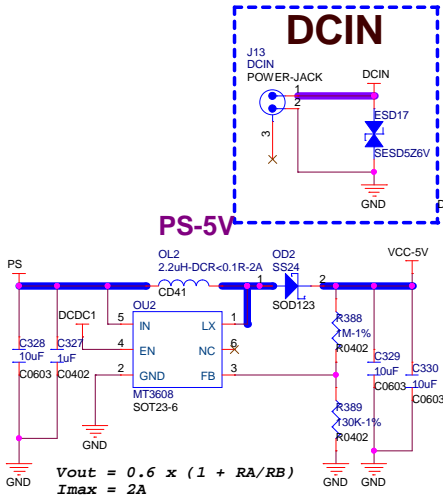 DCIN
J13
DCIN
POWER-JACK
DCIN
1
2
3
ESD17
SESD5Z6V
GND
D
PS-5V
PS
OL2
2.2uH-DCR<0.1R-2A
CD41
OD2
SS24
SOD123
1
2
VCC-5V
OU2
DCDC1
5 IN LX 1
4 EN NC 6
2 GND FB 3
MT3608
SOT23-6
C328
10uF
C0603
C327
1uF
C0402
R388
1M-1%
R0402
C329
10uF
C0603
C330
10uF
C0603
R389
130K-1%
R0402
GND
GND
GND
GND
GND
Vout = 0.6 x (1 + RA/RB)
Imax = 2A